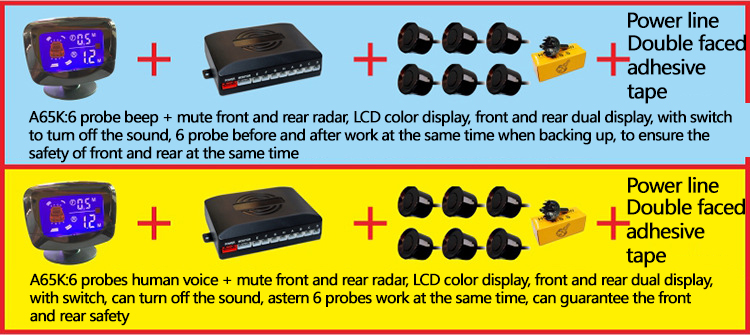 0.5M
1.2M
Power line
Double faced
adhesive
tape
A65K:6 probe beep + mute front and rear radar, LCD color display, front and rear dual display, with switch
to turn off the sound, 6 probe before and after work at the same time when backing up, to ensure the
safety of front and rear at the same time
0.5M
1.2M
Power line
Double faced
adhesive
tape
A65K:6 probes human voice + mute front and rear radar, LCD color display, front and rear dual display,
with switch, can turn off the sound, astern 6 probes work at the same time, can guarantee the front
and rear safety